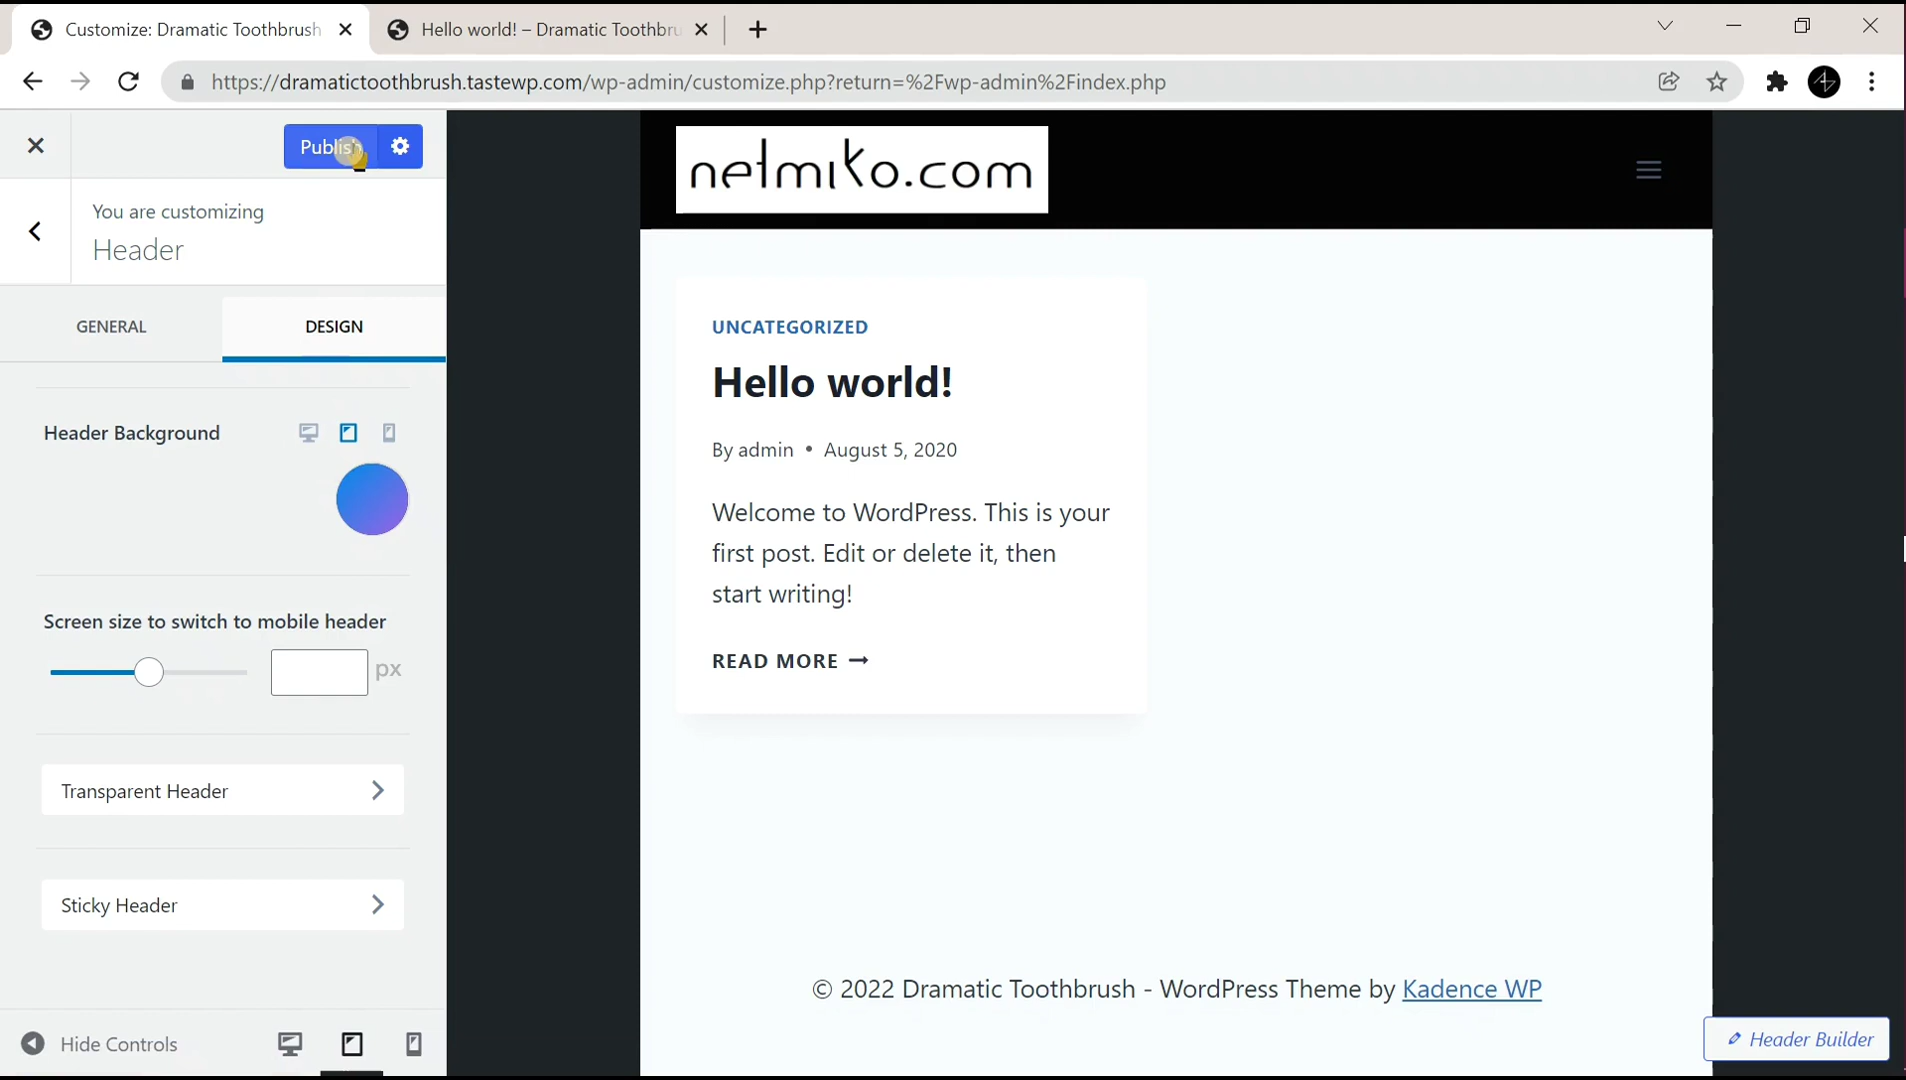 Customize: Dramatic Toothbrush
Hello world! – Dramatic Toothbru
https://dramatictoothbrush.tastewp.com/wp-admin/customize.php?return=%2Fwp-admin%2Findex.php
Publish
netmiko.com
You are customizing
Header
GENERAL
DESIGN
UNCATEGORIZED
Hello world!
Header Background
By admin • August 5, 2020
Welcome to WordPress. This is your
first post. Edit or delete it, then
start writing!
Screen size to switch to mobile header
px
READ MORE
Transparent Header
Sticky Header
© 2022 Dramatic Toothbrush - WordPress Theme by Kadence WP
Hide Controls
Header Builder